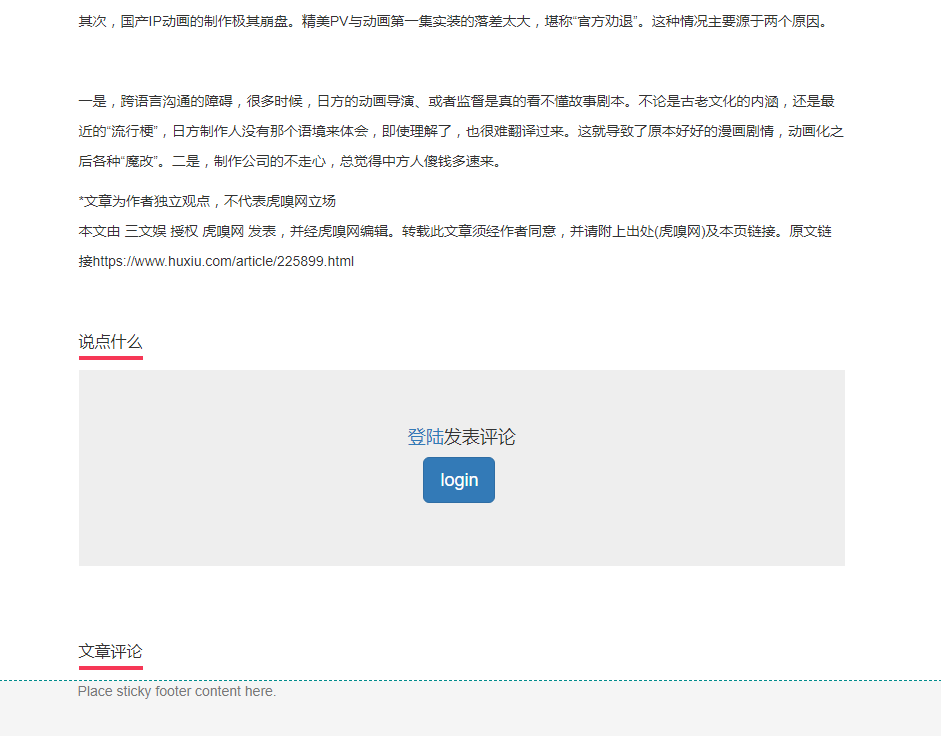 其次，国产IP动画的制作极其崩盘。精美PV与动画第一集实装的落差太大，堪称“官方劝退”。这种情况主要源于两个原因。
一是，跨语言沟通的障碍，很多时候，日方的动画导演、或者监督是真的看不懂故事剧本。不论是古老文化的内涵，还是最
近的“流行梗”，日方制作人没有那个语境来体会，即使理解了，也很难翻译过来。这就导致了原本好好的漫画剧情，动画化之
后各种“魔改”。二是，制作公司的不走心，总觉得中方人傻钱多速来。
*文章为作者独立观点，不代表虎嗅网立场
本文由 三文娱 授权 虎嗅网 发表，并经虎嗅网编辑。转载此文章须经作者同意，并请附上出处(虎嗅网)及本页链接。原文链
接https://www.huxiu.com/article/225899.html
说点什么
登陆发表评论
login
文章评论
Place sticky footer content here.